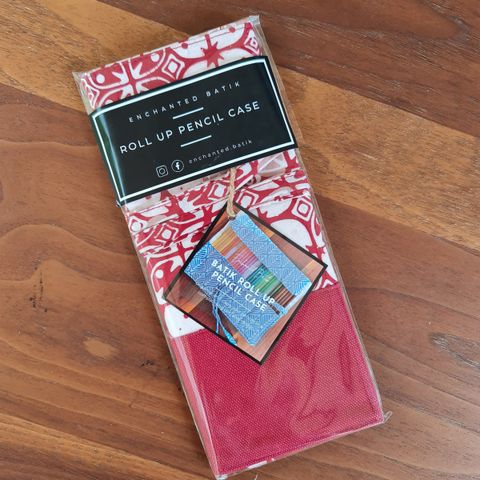 ENCHANTED BATIK
ROLL UP PENCIL CASE
enchanted.batik
BATIK ROLL UP
PENCIL CASE